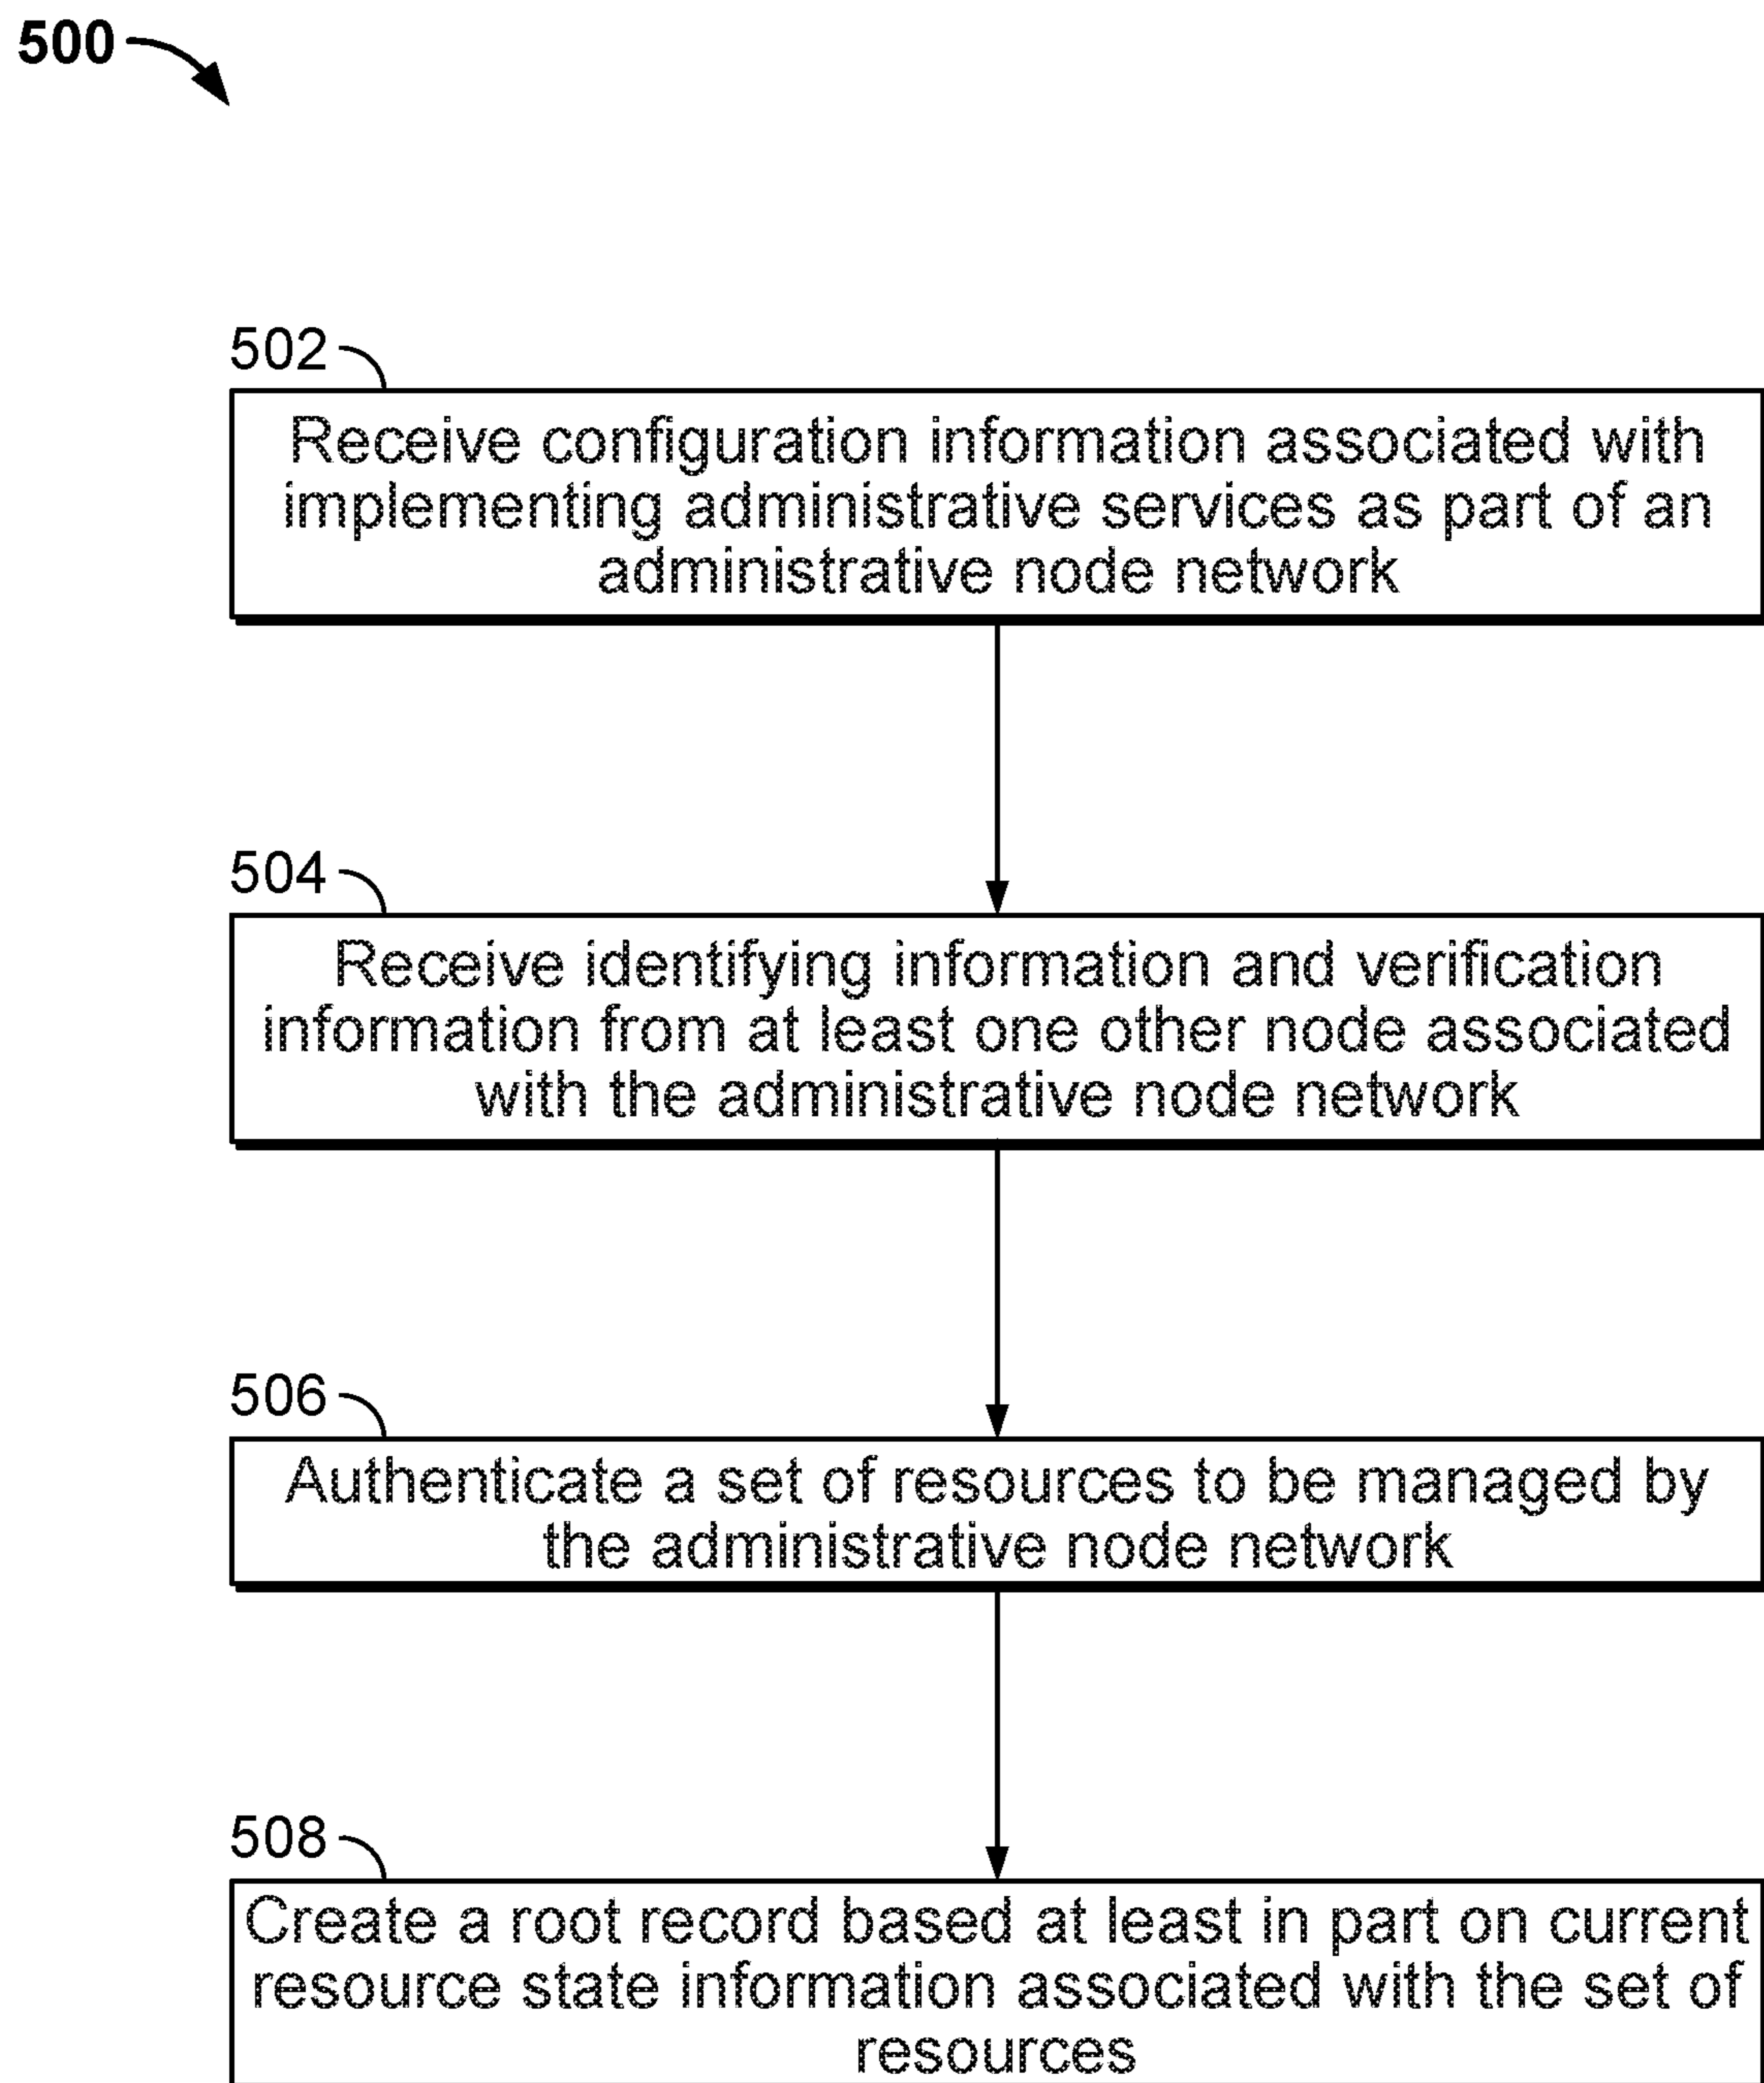 500
502
Receive configuration information associated with
implementing administrative services as part of an
administrative node network
504
Receive identifying information and verification
information from at least one other node associated
with the administrative node network
506
Authenticate a set of resources to be managed by
the administrative node network
508
Create a root record based at least in part on current
resource state information associated with the set of
resources